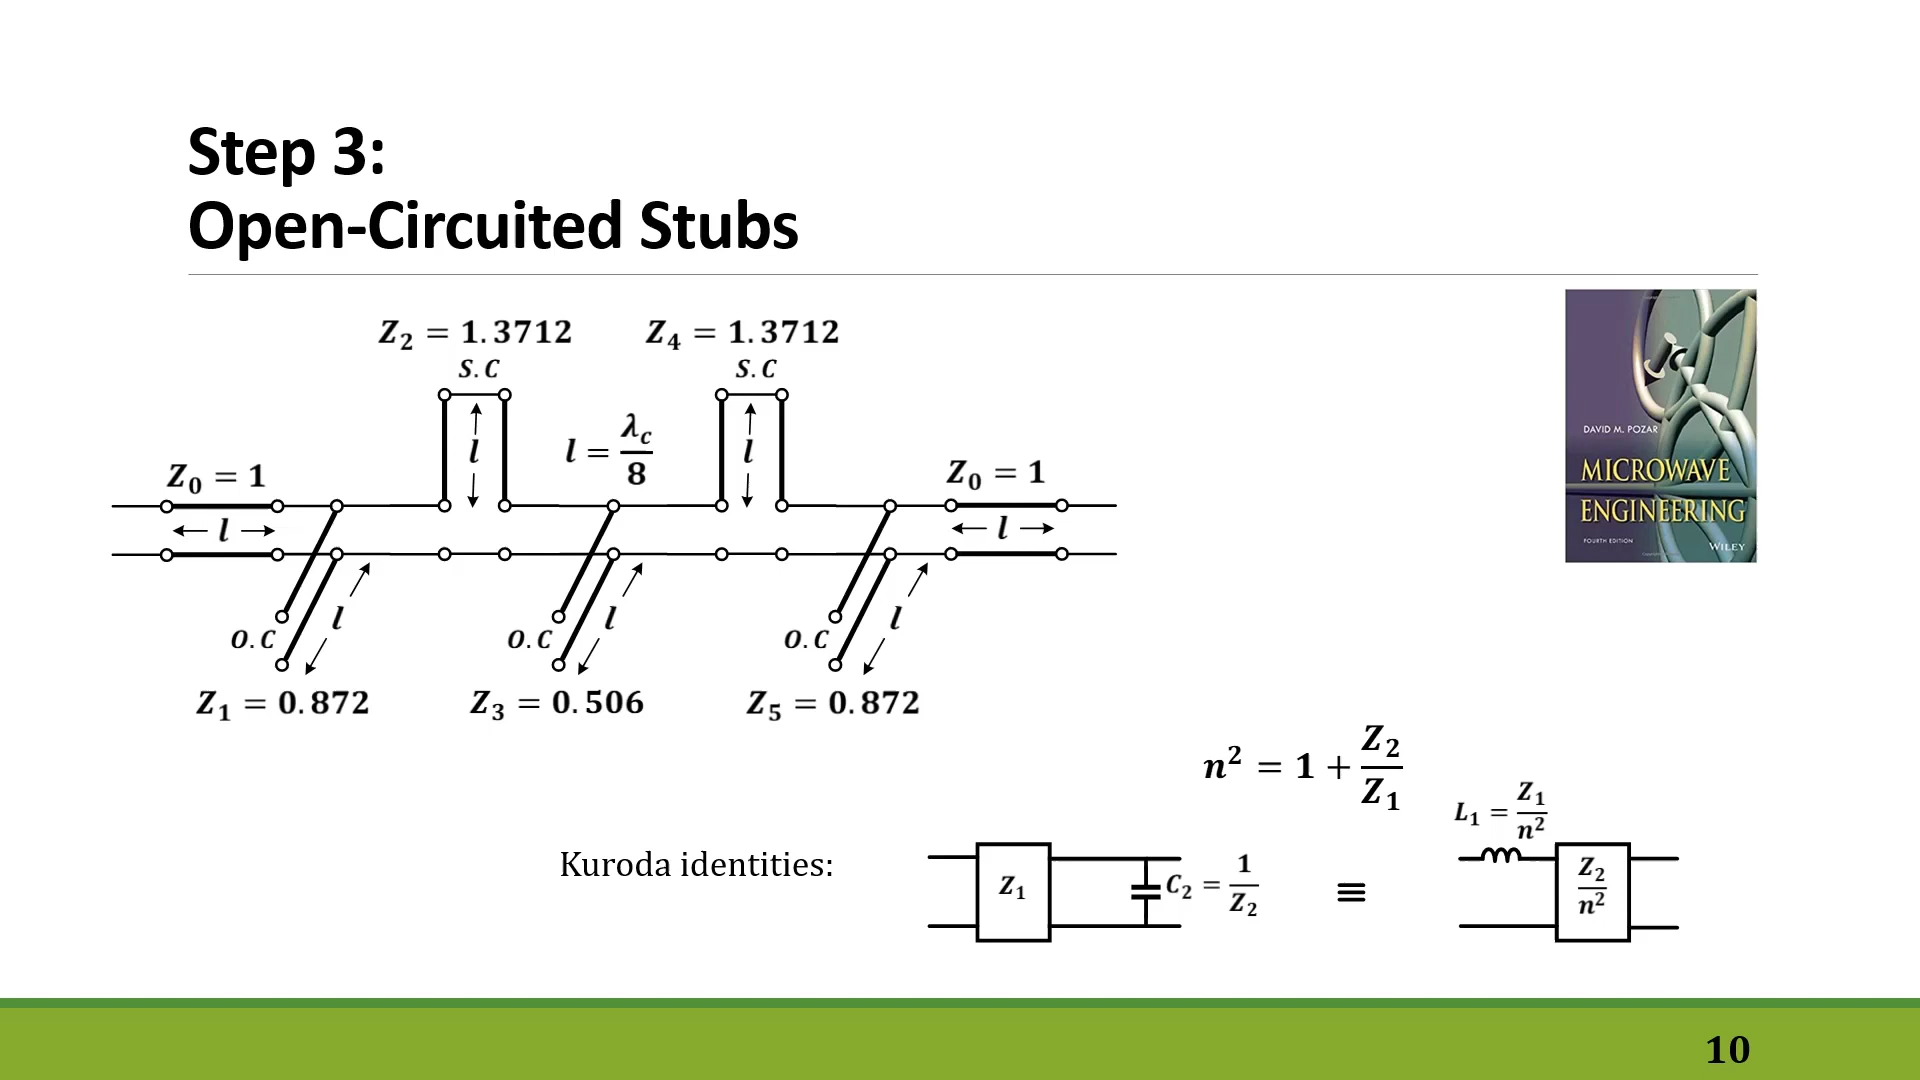 Step 3:
Open-Circuited Stubs
Z₂ = 1.3712
Z₄ = 1.3712
S.C
S.C
l
l = λc/8
l
Z₀ = 1
Z₀ = 1
l
l
l
l
l
O.C
O.C
O.C
Z₁ = 0.872
Z₃ = 0.506
Z₅ = 0.872
DAVID M. POZAR
MICROWAVE
ENGINEERING
FOURTH EDITION
WILEY
n² = 1 + Z₂/Z₁
L₁ = Z₁/n²
Kuroda identities:
Z₁
C₂ = 1/Z₂
≡
Z₂/n²
10